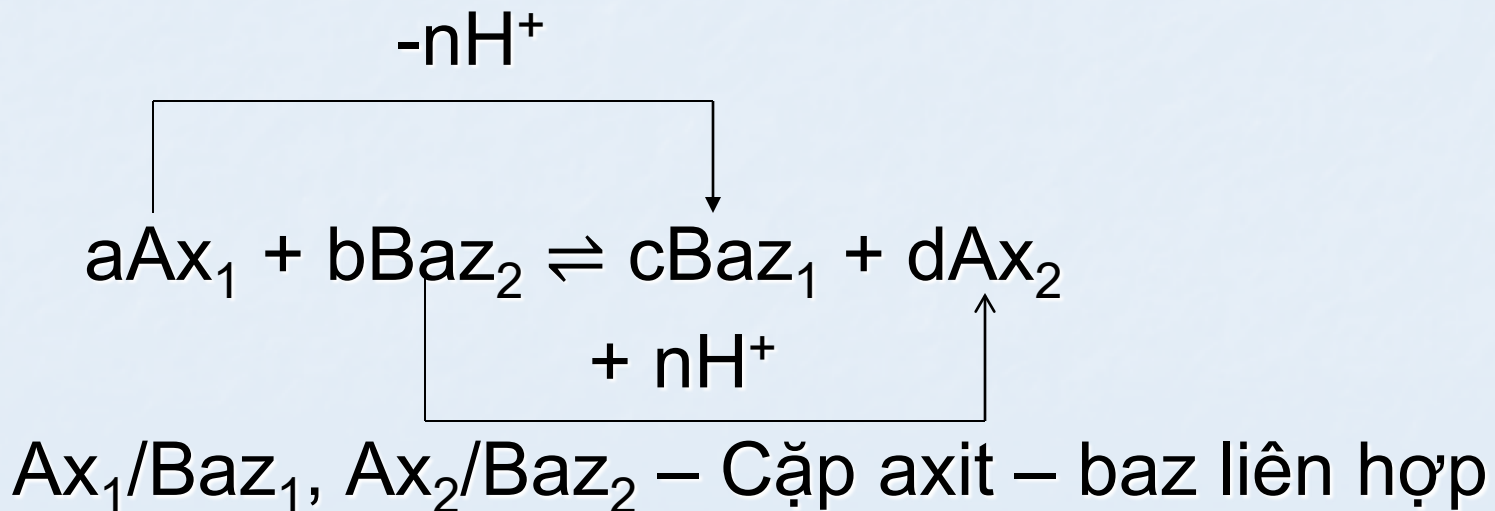 -nH⁺
aAx₁ + bBaz₂ ⇌ cBaz₁ + dAx₂
+ nH⁺
Ax₁/Baz₁, Ax₂/Baz₂ – Cặp axit – baz liên hợp